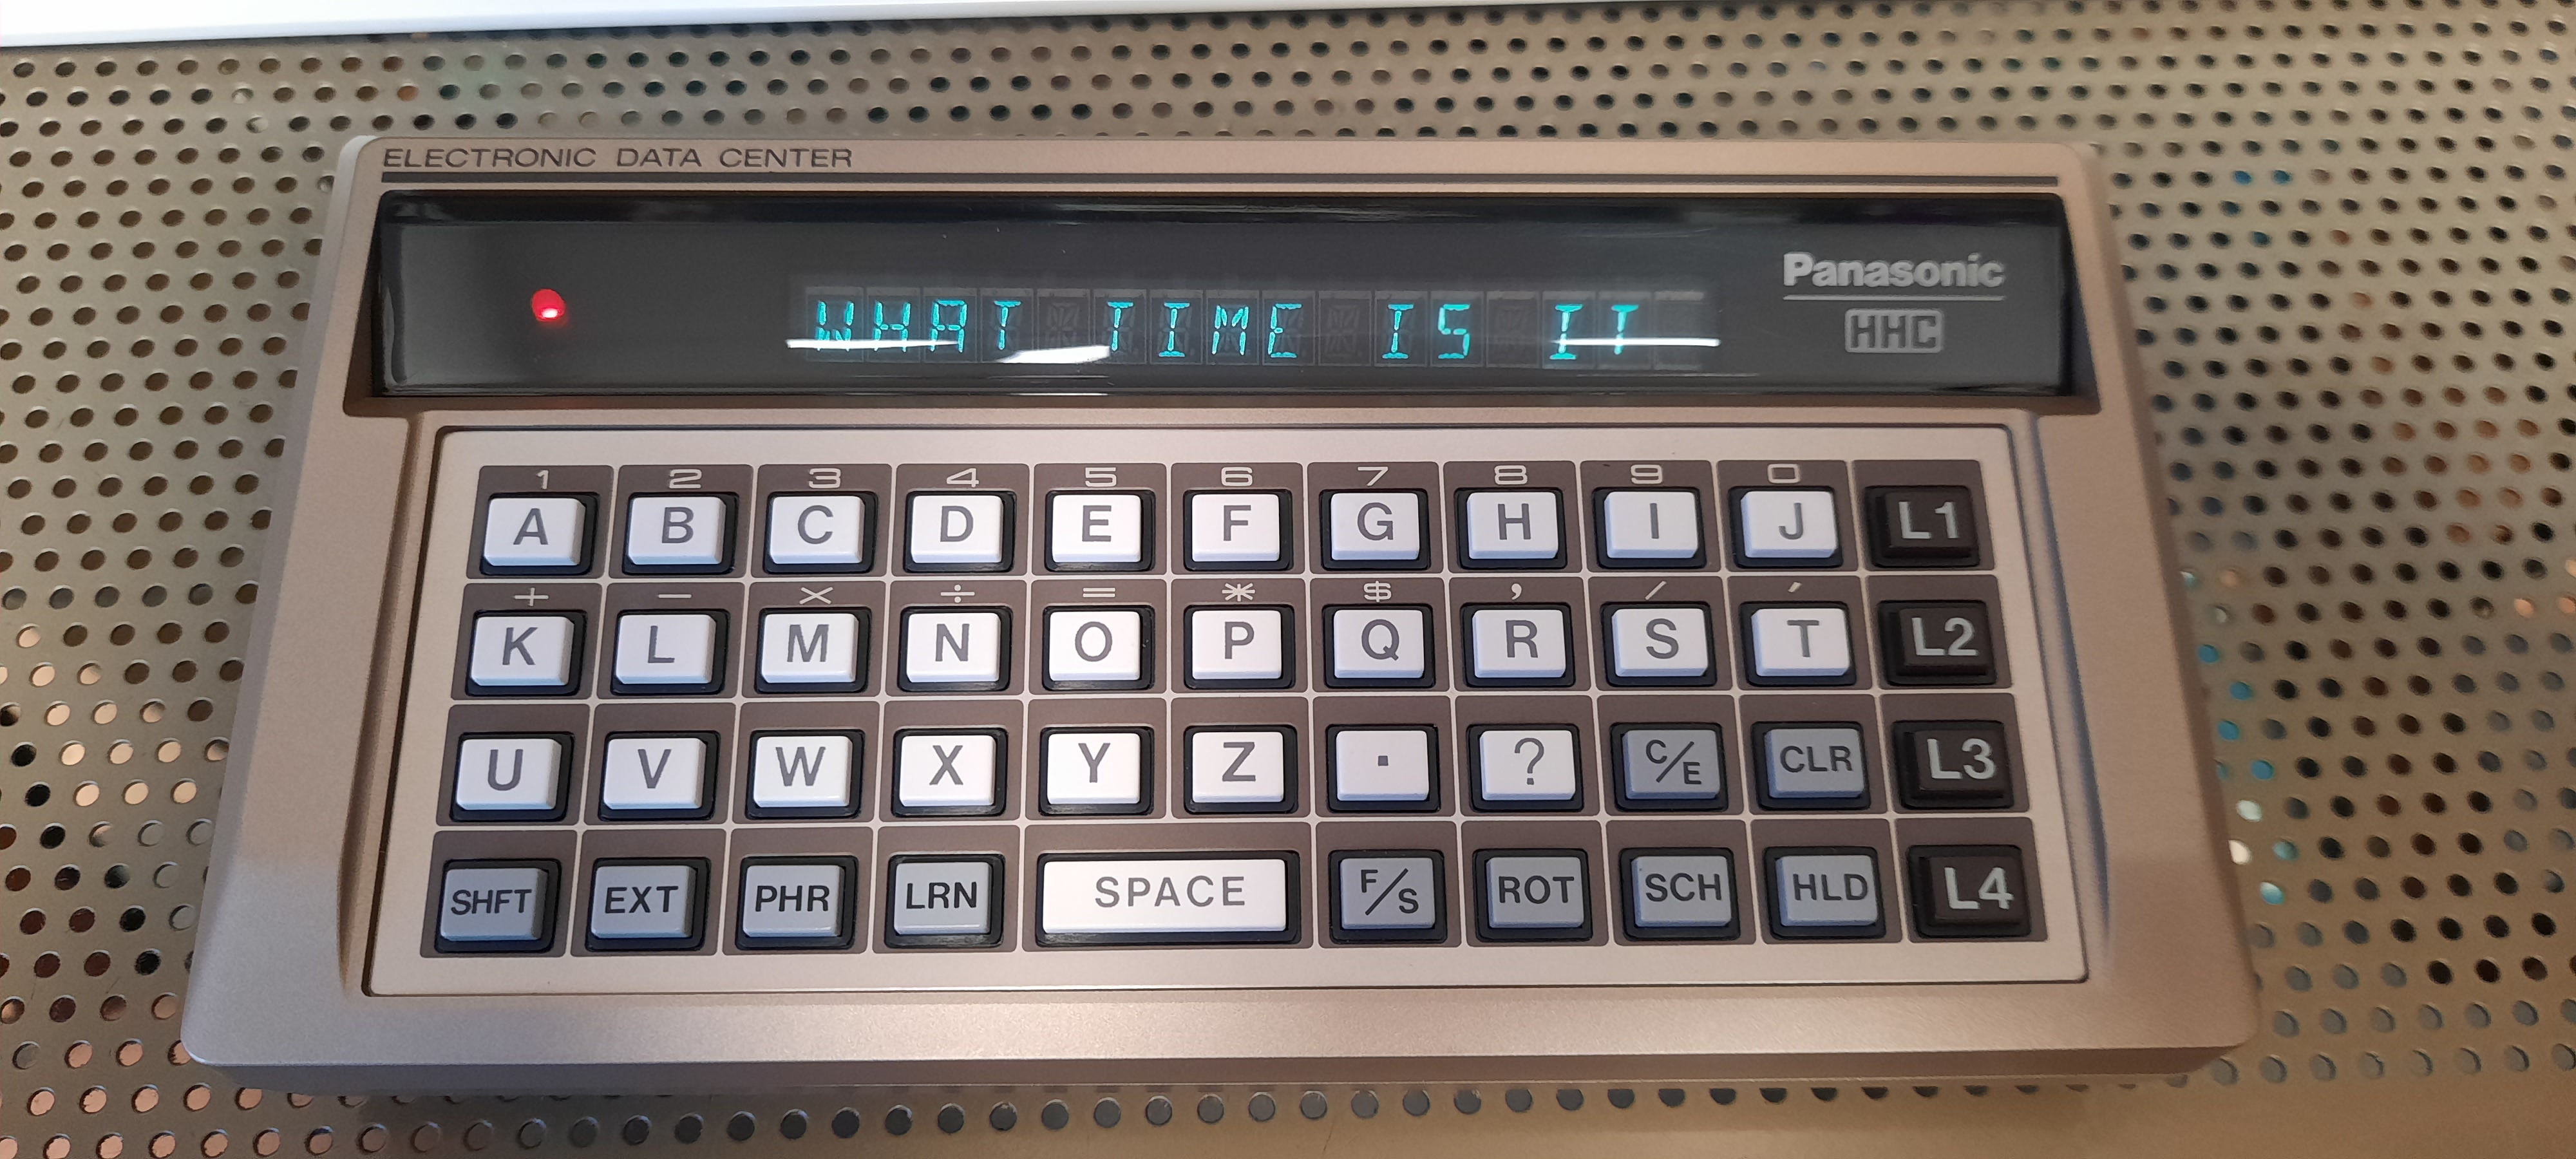 ELECTRONIC DATA CENTER
WHAT TIME IS IT
Panasonic
HHC
1 2 3 4 5 6 7 8 9 0
A B C D E F G H I J L1
+ − × ÷ = * $ , / ′
K L M N O P Q R S T L2
U V W X Y Z . ? C/E CLR L3
SHFT EXT PHR LRN SPACE F/S ROT SCH HLD L4